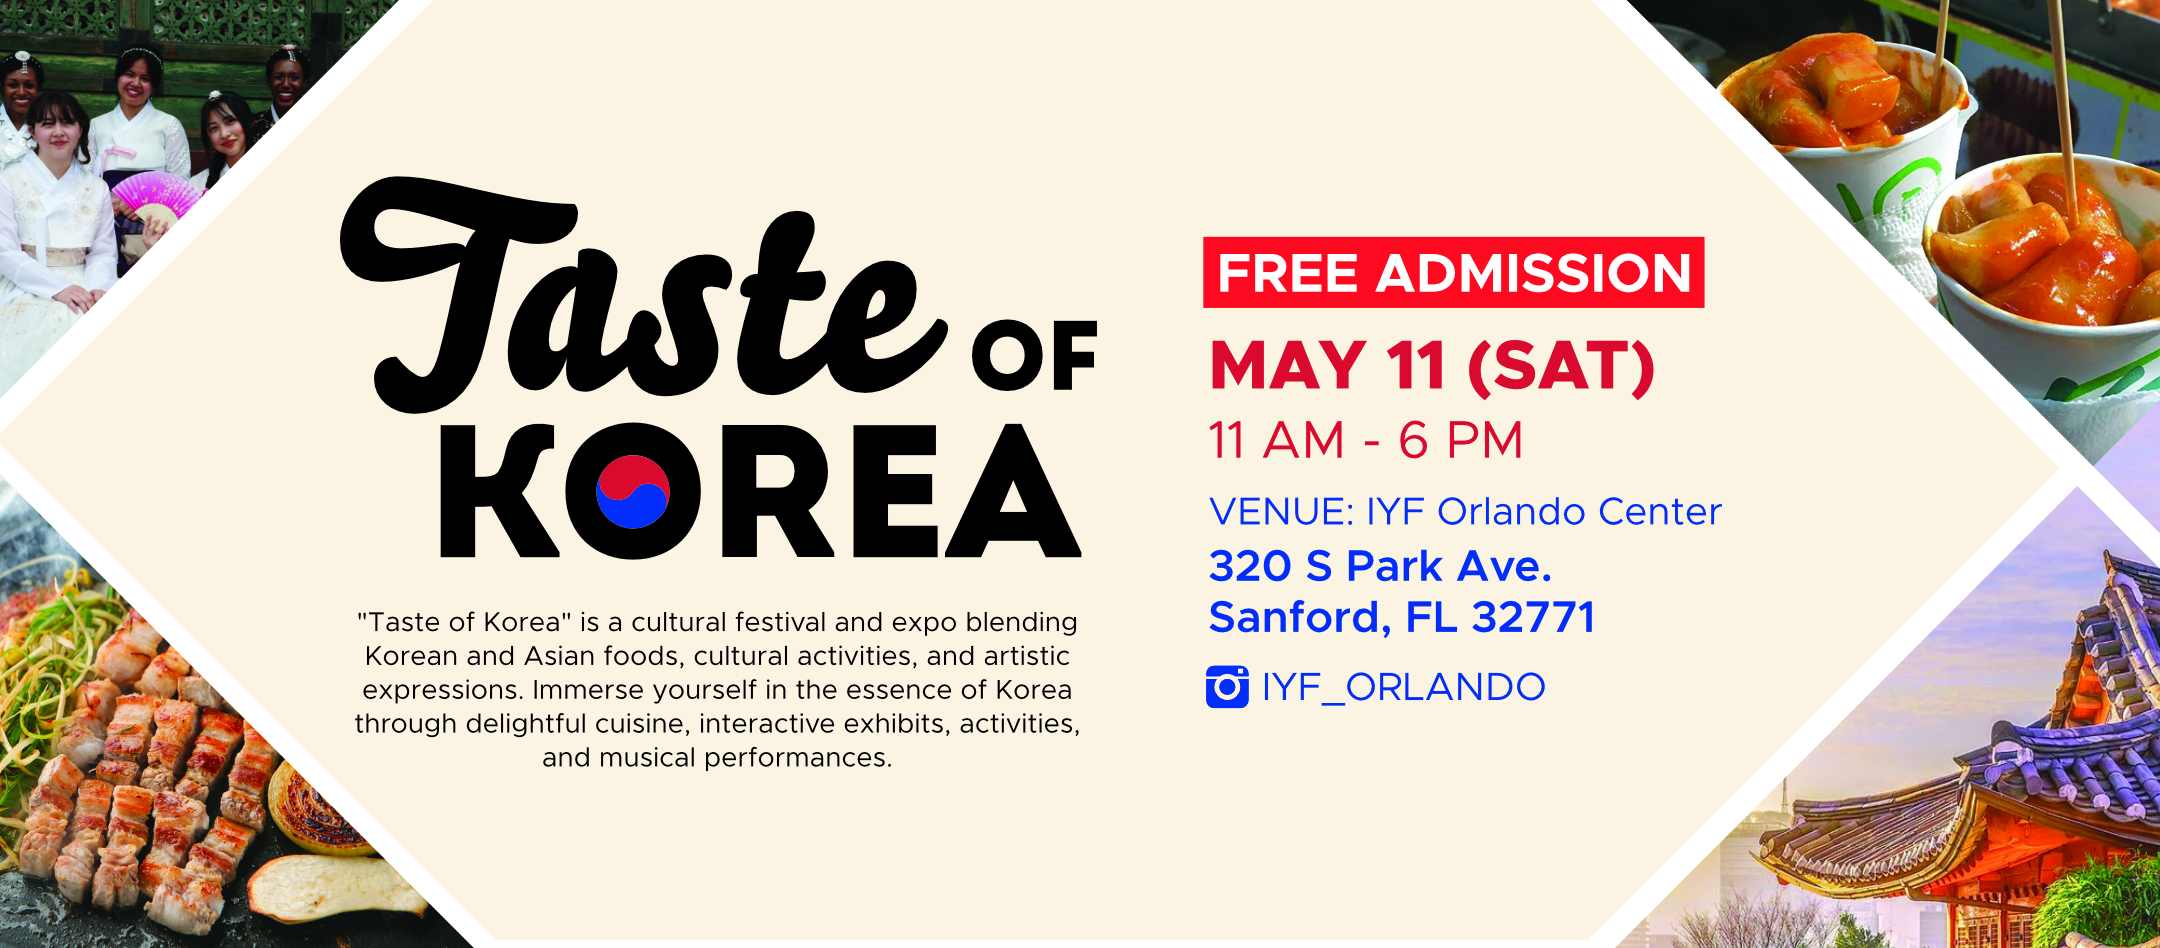 Taste OF
KOREA
"Taste of Korea" is a cultural festival and expo blending
Korean and Asian foods, cultural activities, and artistic
expressions. Immerse yourself in the essence of Korea
through delightful cuisine, interactive exhibits, activities,
and musical performances.
FREE ADMISSION
MAY 11 (SAT)
11 AM - 6 PM
VENUE: IYF Orlando Center
320 S Park Ave.
Sanford, FL 32771
IYF_ORLANDO